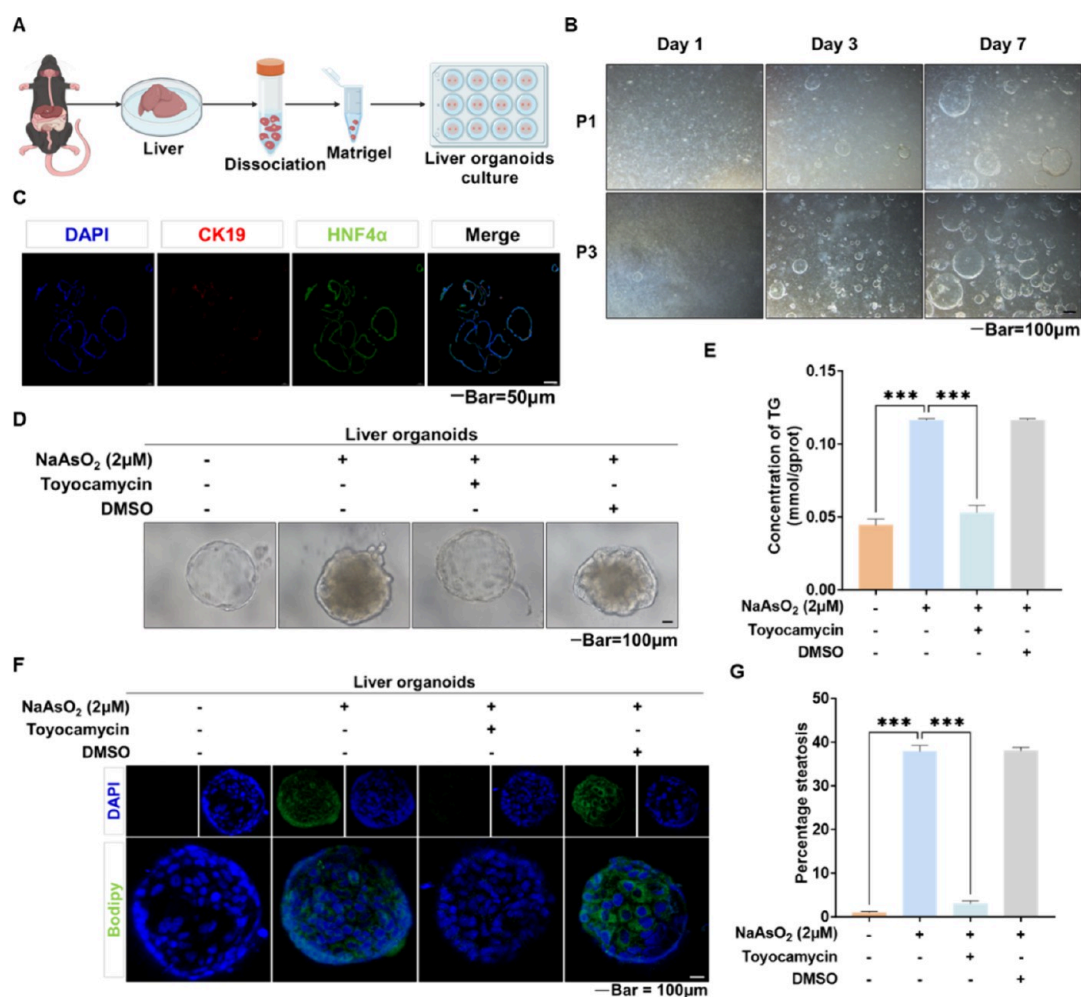 A
Liver
Dissociation
Matrigel
Liver organoids
culture
B
Day 1 Day 3 Day 7
P1
P3
—Bar=100μm
C
DAPI CK19 HNF4α Merge
—Bar=50μm
D
Liver organoids
NaAsO₂ (2μM) - + + +
Toyocamycin - - + -
DMSO - - - +
—Bar=100μm
E
Concentration of TG
(mmol/gprot)
0.15
0.10
0.05
0.00
*** ***
NaAsO₂ (2μM) - + + +
Toyocamycin - - + -
DMSO - - - +
F
Liver organoids
NaAsO₂ (2μM) - + + +
Toyocamycin - - + -
DMSO - - - +
DAPI
Bodipy
—Bar = 100μm
G
Percentage steatosis
50
40
30
20
10
0
*** ***
NaAsO₂ (2μM) - + + +
Toyocamycin - - + -
DMSO - - - +